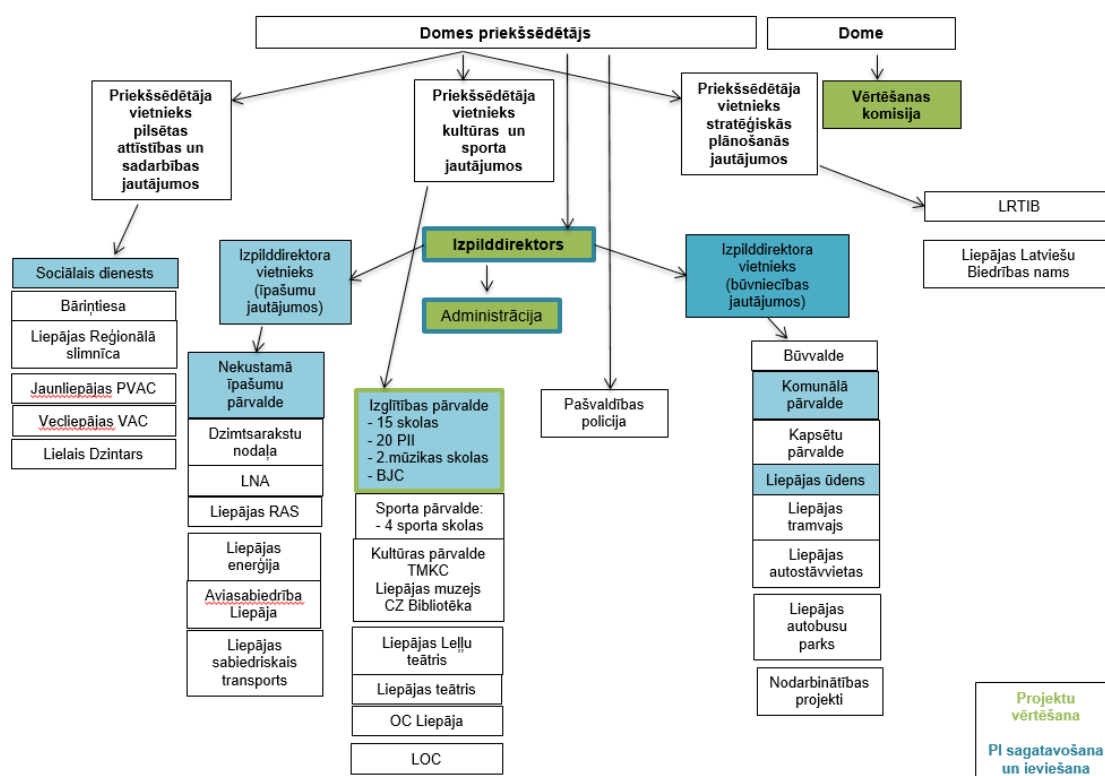 Domes priekšsēdētājs
Dome
Priekšsēdētāja
vietnieks
pilsētas
attīstības un
sadarbības
jautājumos
Priekšsēdētāja
vietnieks
kultūras un
sporta
jautājumos
Priekšsēdētāja
vietnieks
stratēģiskās
plānošanās
jautājumos
Vērtēšanas
komisija
LRTIB
Liepājas Latviešu
Biedrības nams
Izpilddirektors
Administrācija
Izpilddirektora
vietnieks
(īpašumu
jautājumos)
Izpilddirektora
vietnieks
(būvniecības
jautājumos)
Sociālais dienests
Bāriņtiesa
Liepājas Reģionālā
slimnīca
Jaunliepājas PVAC
Vecliepājas VAC
Lielais Dzintars
Nekustamā
īpašumu
pārvalde
Dzimtsarakstu
nodaļa
LNA
Liepājas RAS
Liepājas
enerģija
Aviasabiedrība
Liepāja
Liepājas
sabiedriskais
transports
Izglītības pārvalde
- 15 skolas
- 20 PII
- 2.mūzikas skolas
- BJC
Sporta pārvalde:
- 4 sporta skolas
Kultūras pārvalde
TMKC
Liepājas muzejs
CZ Bibliotēka
Liepājas Leļļu
teātris
Liepājas teātris
OC Liepāja
LOC
Pašvaldības
policija
Būvvalde
Komunālā
pārvalde
Kapsētu
pārvalde
Liepājas ūdens
Liepājas
tramvajs
Liepājas
autostāvvietas
Liepājas
autobusu
parks
Nodarbinātības
projekti
Projektu
vērtēšana
PI sagatavošana
un ieviešana